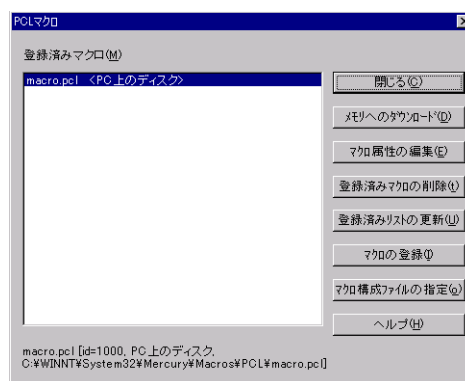 PCLマクロ
登録済みマクロ(M)
macro.pcl <PC上のディスク>
閉じる(C)
メモリへのダウンロード(D)
マクロ属性の編集(E)
登録済みマクロの削除(t)
登録済みリストの更新(U)
マクロの登録(I)
マクロ構成ファイルの指定(o)
ヘルプ(H)
macro.pcl [id=1000, PC上のディスク,
C:¥WINNT¥System32¥Mercury¥Macros¥PCL¥macro.pcl]